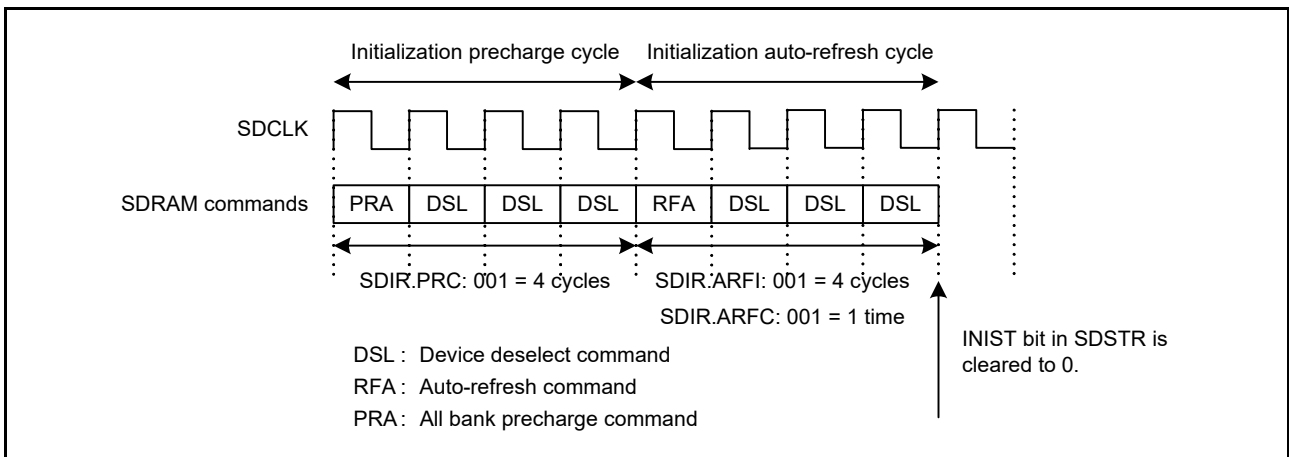 Initialization precharge cycle Initialization auto-refresh cycle
SDCLK
SDRAM commands PRA DSL DSL DSL RFA DSL DSL DSL
SDIR.PRC: 001 = 4 cycles SDIR.ARFI: 001 = 4 cycles
SDIR.ARFC: 001 = 1 time
INIST bit in SDSTR is
cleared to 0.
DSL : Device deselect command
RFA : Auto-refresh command
PRA : All bank precharge command